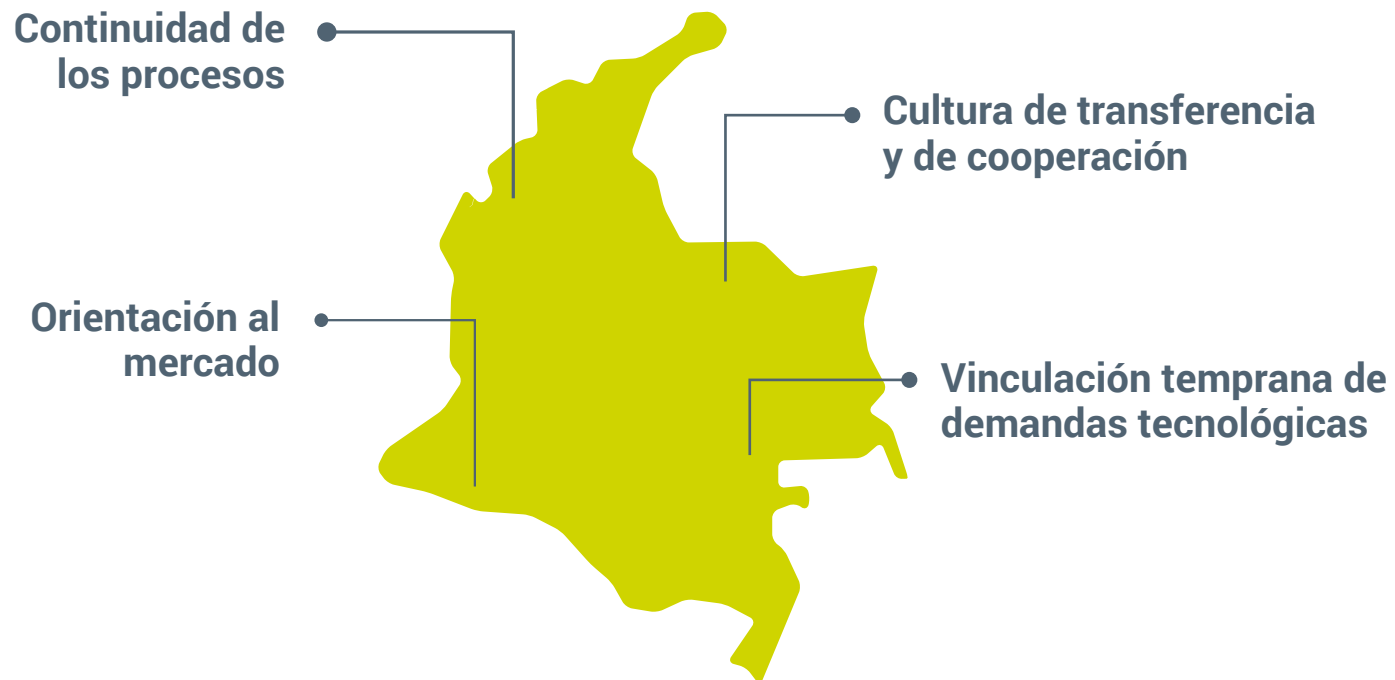 Continuidad de
los procesos
Cultura de transferencia
y de cooperación
Orientación al
mercado
Vinculación temprana de
demandas tecnológicas